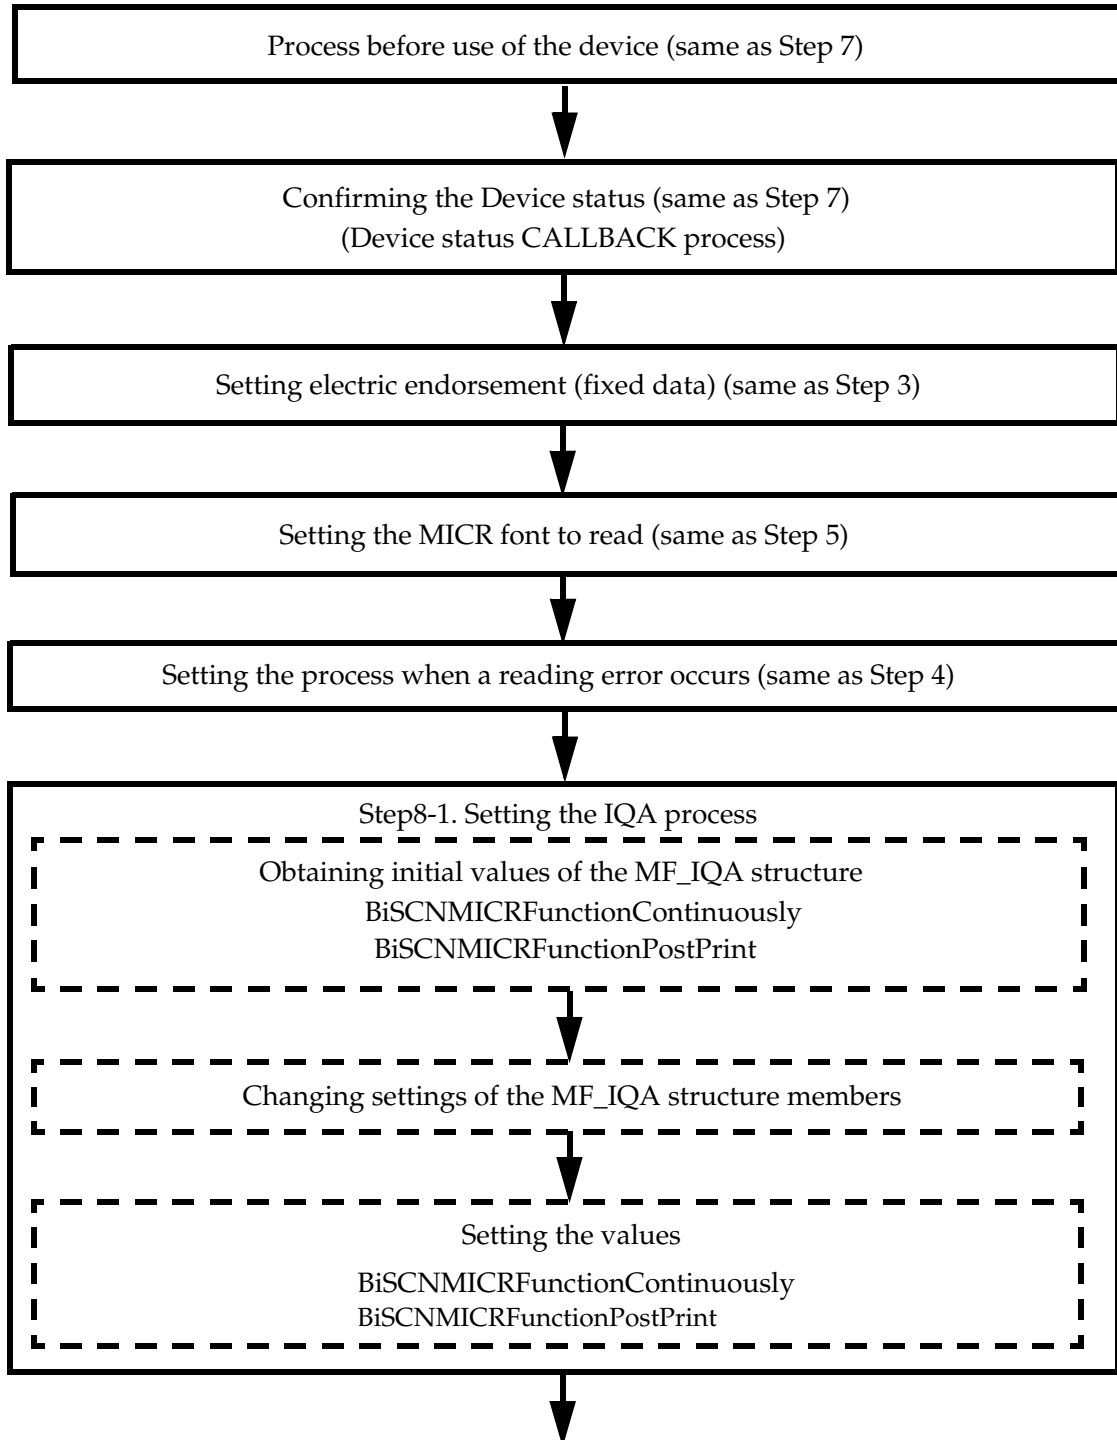 Process before use of the device (same as Step 7)
Confirming the Device status (same as Step 7)
(Device status CALLBACK process)
Setting electric endorsement (fixed data) (same as Step 3)
Setting the MICR font to read (same as Step 5)
Setting the process when a reading error occurs (same as Step 4)
Step8-1. Setting the IQA process
Obtaining initial values of the MF_IQA structure
BiSCNMICRFunctionContinuously
BiSCNMICRFunctionPostPrint
Changing settings of the MF_IQA structure members
Setting the values
BiSCNMICRFunctionContinuously
BiSCNMICRFunctionPostPrint